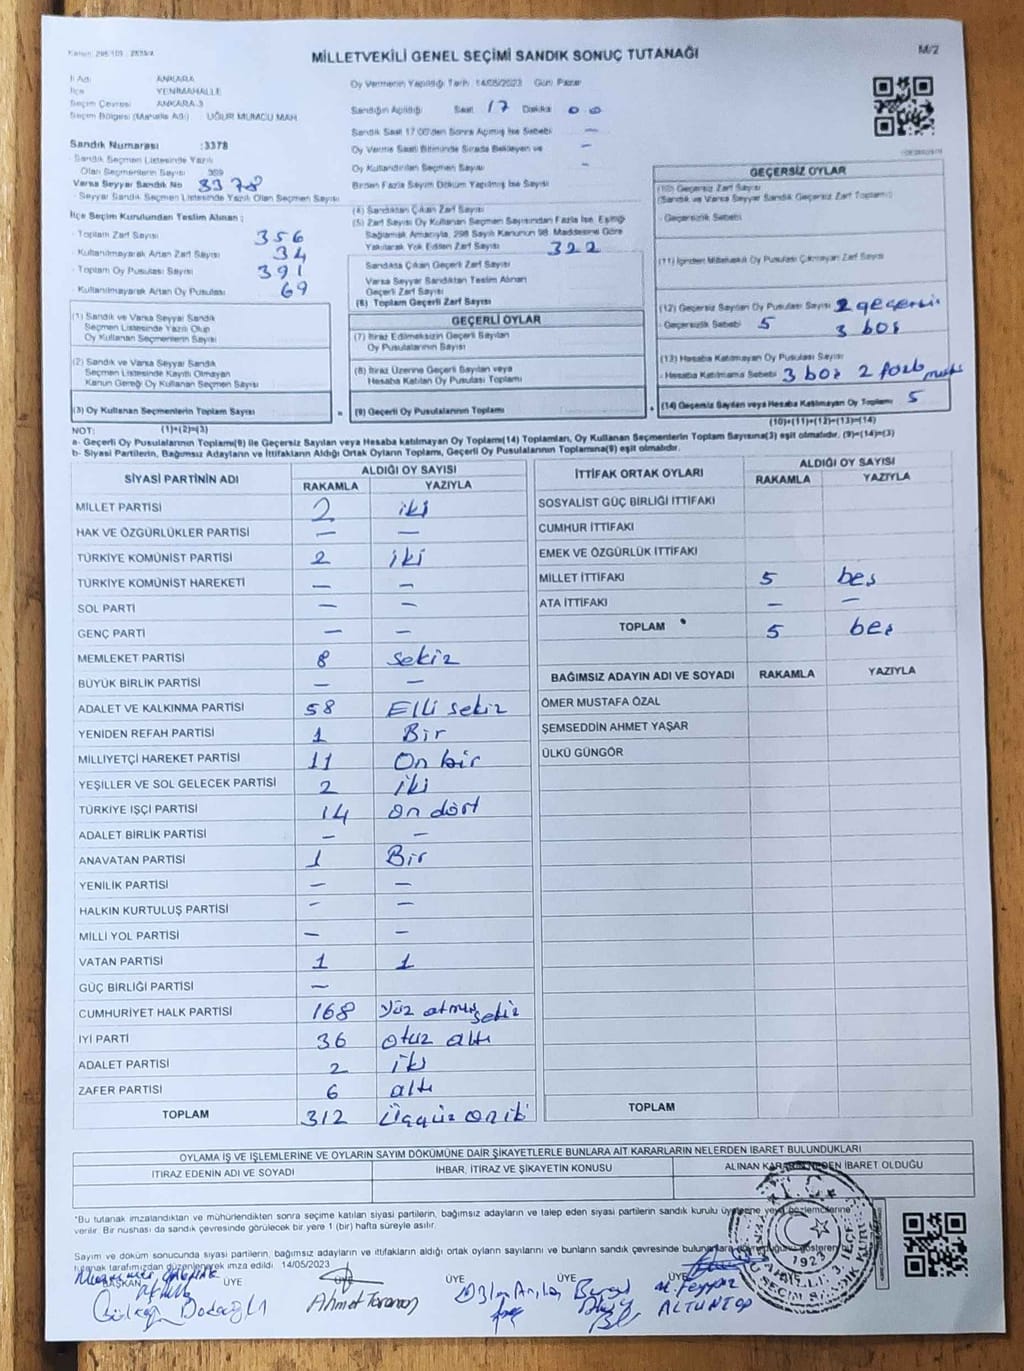 MİLLETVEKİLİ GENEL SEÇİMİ SANDIK SONUÇ TUTANAĞI
M/2
İl Adı ANKARA
İlçe YENİMAHALLE
Seçim Çevresi ANKARA-3
Seçim Bölgesi (Mahalle Adı) UĞUR MUMCU MAH.
Sandık Numarası :3378
Sandık Seçmen Listesinde Yazılı
Olan Seçmenlerin Sayısı
Varsa Seyyar Sandık No 3378
Seyyar Sandık Seçmen Listesinde Yazılı Olan Seçmen Sayısı
İlçe Seçim Kurulundan Teslim Alınan ;
Toplam Zarf Sayısı 356
Kullanılmayarak Artan Zarf Sayısı 34
Toplam Oy Pusulası Sayısı 391
Kullanılmayarak Artan Oy Pusulası 69
Oy Vermenin Yapıldığı Tarih 14/05/2023 Gün Pazar
Sandığın Açıldığı Saat 17 Dakika 00
Sandık Saat 17:00'den Sonra Açılmış İse Sebebi —
Oy Verme Saati Bitiminde Sırada Bekleyen ve —
Oy Kullandırılan Seçmen Sayısı —
Birden Fazla Sayım Döküm Yapılmış İse Sayısı
(4) Sandıktan Çıkan Zarf Sayısı
(5) Zarf Sayısı Oy Kullanan Seçmen Sayısından Fazla İse, Eşitliği
Sağlamak Amacıyla, 298 Sayılı Kanunun 98. Maddesine Göre
Yakılarak Yok Edilen Zarf Sayısı 322
Sandıkta Çıkan Geçerli Zarf Sayısı
Varsa Seyyar Sandıktan Teslim Alınan
Geçerli Zarf Sayısı
(6) Toplam Geçerli Zarf Sayısı
GEÇERSİZ OYLAR
(10) Geçersiz Zarf Sayısı
(Sandık ve Varsa Seyyar Sandık Geçersiz Zarf Toplamı)
- Geçersizlik Sebebi
(11) İçinden Milletvekili Oy Pusulası Çıkmayan Zarf Sayısı
(12) Geçersiz Sayılan Oy Pusulası Sayısı 2 geçersiz
- Geçersizlik Sebebi 5 3 boş
(13) Hesaba Katılmayan Oy Pusulası Sayısı
- Hesaba Katılmama Sebebi 3 boş 2
(14) Geçersiz Sayılan veya Hesaba Katılmayan Oy Toplamı 5
(10)+(11)+(12)+(13)=(14)
(1) Sandık ve Varsa Seyyar Sandık
Seçmen Listesinde Yazılı Olup
Oy Kullanan Seçmenlerin Sayısı
(2) Sandık ve Varsa Seyyar Sandık
Seçmen Listesinde Kayıtlı Olmayan
Kanun Gereği Oy Kullanan Seçmen Sayısı
(3) Oy Kullanan Seçmenlerin Toplam Sayısı =
(1)+(2)=(3)
GEÇERLİ OYLAR
(7) İtiraz Edilmeksizin Geçerli Sayılan
Oy Pusulalarının Sayısı
(8) İtiraz Üzerine Geçerli Sayılan veya
Hesaba Katılan Oy Pusulası Toplamı
(9) Geçerli Oy Pusulalarının Toplamı +
NOT:
a- Geçerli Oy Pusulalarının Toplamı(9) ile Geçersiz Sayılan veya Hesaba katılmayan Oy Toplamı(14) Toplamları, Oy Kullanan Seçmenlerin Toplam Sayısına(3) eşit olmalıdır. (9)+(14)=(3)
b- Siyasi Partilerin, Bağımsız Adayların ve İttifakların Aldığı Ortak Oyların Toplamı, Geçerli Oy Pusulalarının Toplamına(9) eşit olmalıdır.
SİYASİ PARTİNİN ADI ALDIĞI OY SAYISI
RAKAMLA YAZIYLA
MİLLET PARTİSİ 2 iki
HAK VE ÖZGÜRLÜKLER PARTİSİ — —
TÜRKİYE KOMÜNİST PARTİSİ 2 iki
TÜRKİYE KOMÜNİST HAREKETİ — —
SOL PARTİ — —
GENÇ PARTİ — —
MEMLEKET PARTİSİ 8 sekiz
BÜYÜK BİRLİK PARTİSİ — —
ADALET VE KALKINMA PARTİSİ 58 Elli sekiz
YENİDEN REFAH PARTİSİ 1 Bir
MİLLİYETÇİ HAREKET PARTİSİ 11 On bir
YEŞİLLER VE SOL GELECEK PARTİSİ 2 iki
TÜRKİYE İŞÇİ PARTİSİ 14 on dört
ADALET BİRLİK PARTİSİ — —
ANAVATAN PARTİSİ 1 Bir
YENİLİK PARTİSİ — —
HALKIN KURTULUŞ PARTİSİ — —
MİLLİ YOL PARTİSİ — —
VATAN PARTİSİ 1 1
GÜÇ BİRLİĞİ PARTİSİ —
CUMHURİYET HALK PARTİSİ 168 yüz atmış sekiz
İYİ PARTİ 36 otuz altı
ADALET PARTİSİ 2 iki
ZAFER PARTİSİ 6 altı
TOPLAM 312
İTTİFAK ORTAK OYLARI ALDIĞI OY SAYISI
RAKAMLA YAZIYLA
SOSYALİST GÜÇ BİRLİĞİ İTTİFAKI
CUMHUR İTTİFAKI
EMEK VE ÖZGÜRLÜK İTTİFAKI
MİLLET İTTİFAKI 5 beş
ATA İTTİFAKI — —
TOPLAM 5 beş
BAĞIMSIZ ADAYIN ADI VE SOYADI RAKAMLA YAZIYLA
ÖMER MUSTAFA ÖZAL
ŞEMSEDDİN AHMET YAŞAR
ÜLKÜ GÜNGÖR
TOPLAM
OYLAMA İŞ VE İŞLEMLERİNE VE OYLARIN SAYIM DÖKÜMÜNE DAİR ŞİKAYETLERLE BUNLARA AİT KARARLARIN NELERDEN İBARET BULUNDUKLARI
İTİRAZ EDENİN ADI VE SOYADI İHBAR, İTİRAZ VE ŞİKAYETİN KONUSU ALINAN KARARIN NEDEN İBARET OLDUĞU
*Bu tutanak imzalandıktan ve mühürlendikten sonra seçime katılan siyasi partilerin, bağımsız adayların ve talep eden siyasi partilerin sandık kurulu üyelerine veya gözlemcilerine
verilir. Bir nüshası da sandık çevresinde görülecek bir yere 1 (bir) hafta süreyle asılır.
Sayım ve döküm sonucunda siyasi partilerin, bağımsız adayların ve ittifakların aldığı ortak oyların sayılarını ve bunların sandık çevresinde bulunanlara gösteren
tutanak tarafımızdan düzenlenerek imza edildi. 14/05/2023
BAŞKAN ÜYE ÜYE ÜYE ÜYE
ALTUNTOP
T.C.
1923